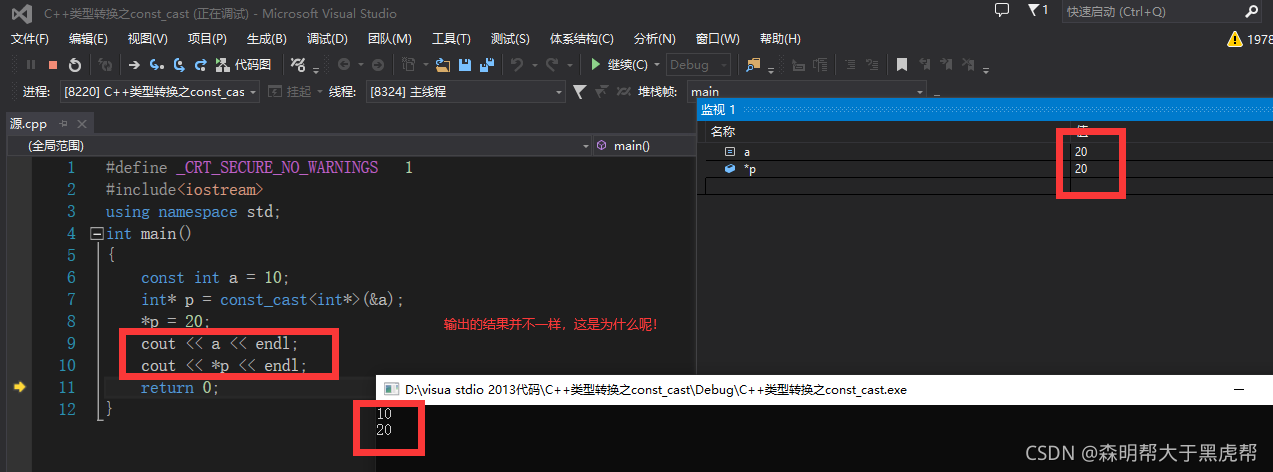 C++类型转换之const_cast (正在调试) - Microsoft Visual Studio
1
快速启动 (Ctrl+Q)
文件(F) 编辑(E) 视图(V) 项目(P) 生成(B) 调试(D) 团队(M) 工具(T) 测试(S) 体系结构(C) 分析(N) 窗口(W) 帮助(H)
1978
代码图 继续(C) Debug
进程: [8220] C++类型转换之const_cas 挂起 线程: [8324] 主线程 堆栈帧: main
源.cpp
(全局范围) main()
监视 1
名称 值
a 20
*p 20
1 #define _CRT_SECURE_NO_WARNINGS 1
2 #include<iostream>
3 using namespace std;
4 int main()
5 {
6 const int a = 10;
7 int* p = const_cast<int*>(&a);
8 *p = 20;
输出的结果并不一样，这是为什么呢！
9 cout << a << endl;
10 cout << *p << endl;
11 return 0;
12 }
D:\visua stdio 2013代码\C++类型转换之const_cast\Debug\C++类型转换之const_cast.exe
10
20
CSDN @森明帮大于黑虎帮